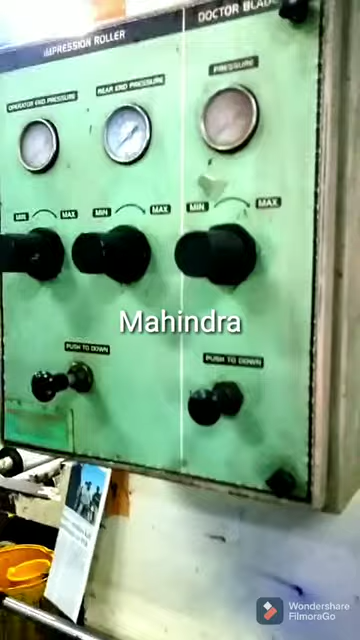 IMPRESSION ROLLER
DOCTOR BLADE
OPERATOR END PRESSURE
REAR END PRESSURE
PRESSURE
MIN MAX
MIN MAX
MIN MAX
Mahindra
PUSH TO DOWN
PUSH TO DOWN
Wondershare
FilmoraGo